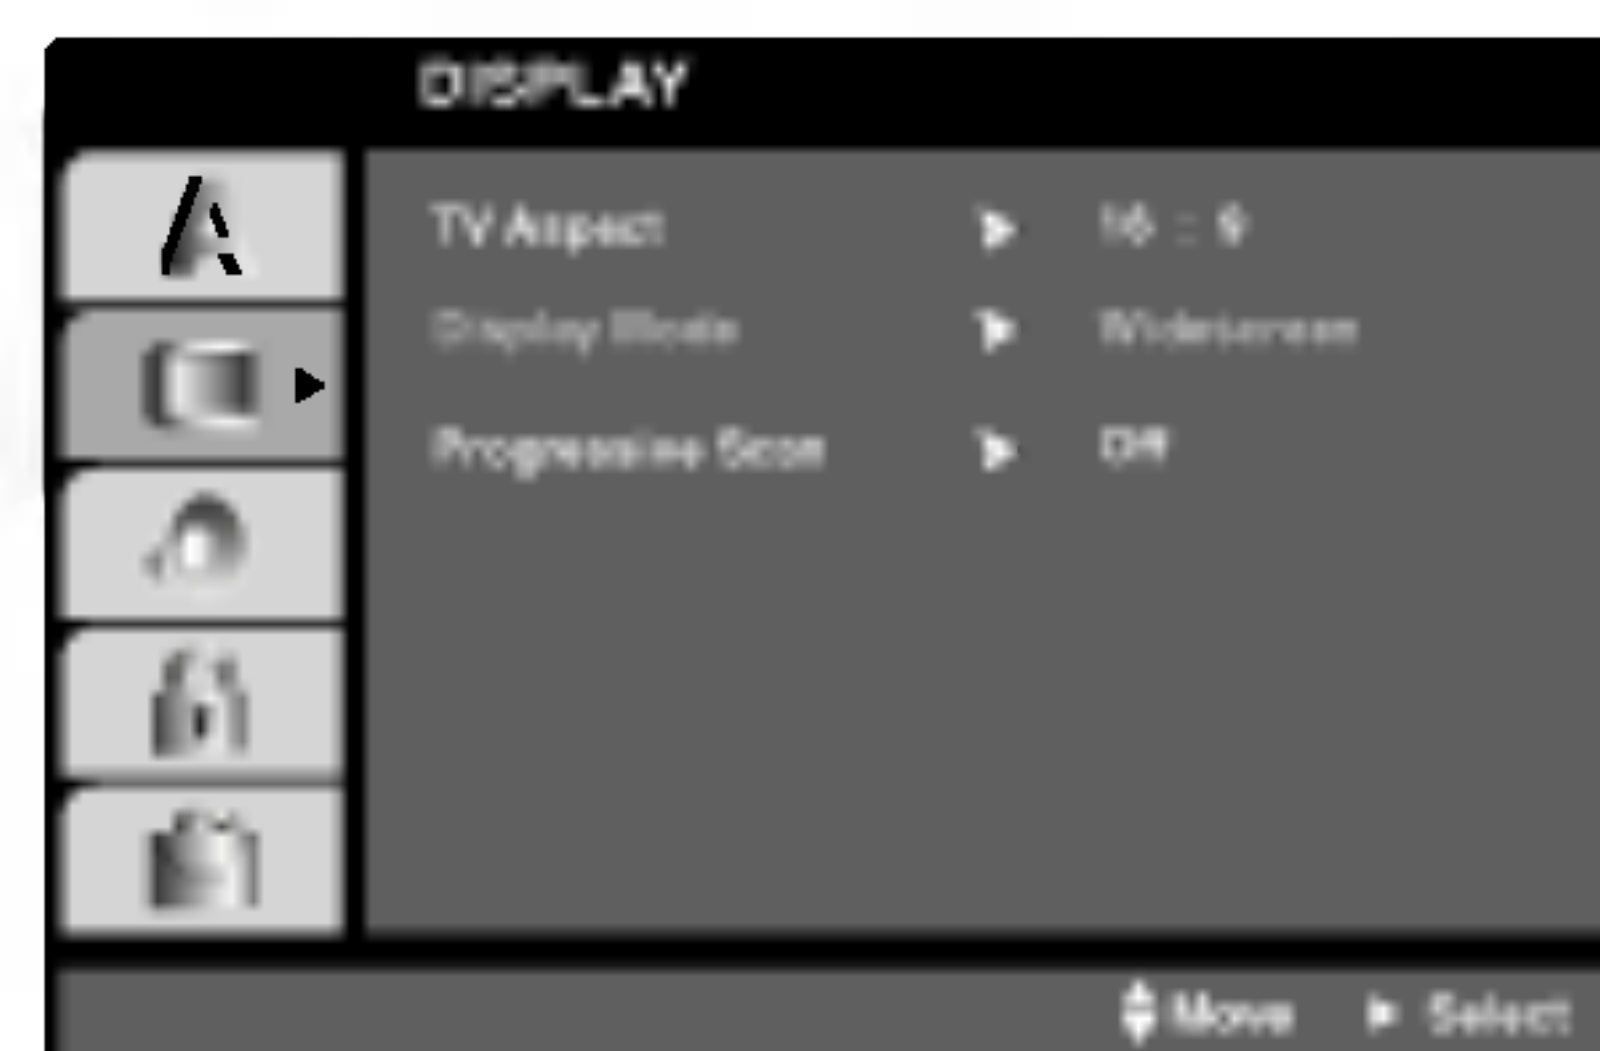 DISPLAY
TV Aspect 16 : 9
Display Mode Widescreen
Progressive Scan Off
Move Select